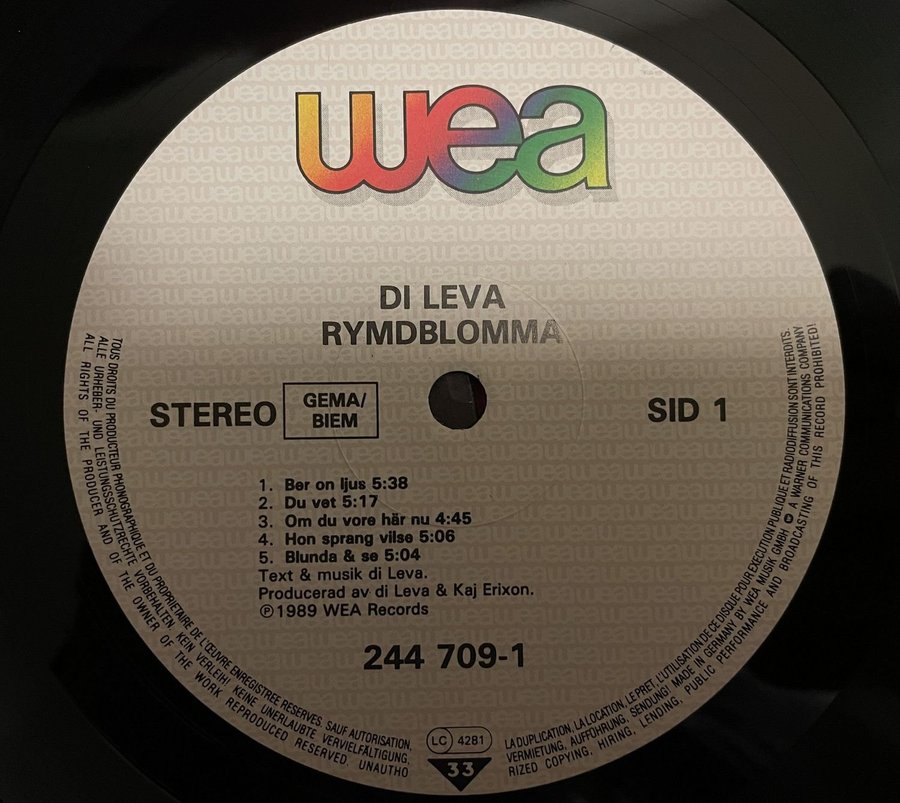 wea
DI LEVA
RYMDBLOMMA
STEREO
GEMA/
BIEM
SID 1
1. Ber on ljus 5:38
2. Du vet 5:17
3. Om du vore här nu 4:45
4. Hon sprang vilse 5:06
5. Blunda & se 5:04
Text & musik di Leva.
Producerad av di Leva & Kaj Erixon.
℗1989 WEA Records
244 709-1
LC 4281
33
TOUS DROITS DU PRODUCTEUR PHONOGRAPHIQUE ET DU PROPRIETAIRE DE L'ŒUVRE ENREGISTREE RESERVES. SAUF AUTORISATION,
LA DUPLICATION, LA LOCATION, LE PRET, L'UTILISATION DE CE DISQUE POUR EXECUTION PUBLIQUE ET RADIODIFFUSION SONT INTERDITS.
ALLE URHEBER- UND LEISTUNGSSCHUTZRECHTE VORBEHALTEN. KEIN VERLEIH! KEINE UNERLAUBTE VERVIELFÄLTIGUNG,
VERMIETUNG, AUFFÜHRUNG, SENDUNG! MADE IN GERMANY BY WEA MUSIK GMBH A WARNER COMMUNICATIONS COMPANY
ALL RIGHTS OF THE PRODUCER AND OF THE OWNER OF THE WORK REPRODUCED RESERVED. UNAUTHO
RIZED COPYING, HIRING, LENDING, PUBLIC PERFORMANCE AND BROADCASTING OF THIS RECORD PROHIBITED!